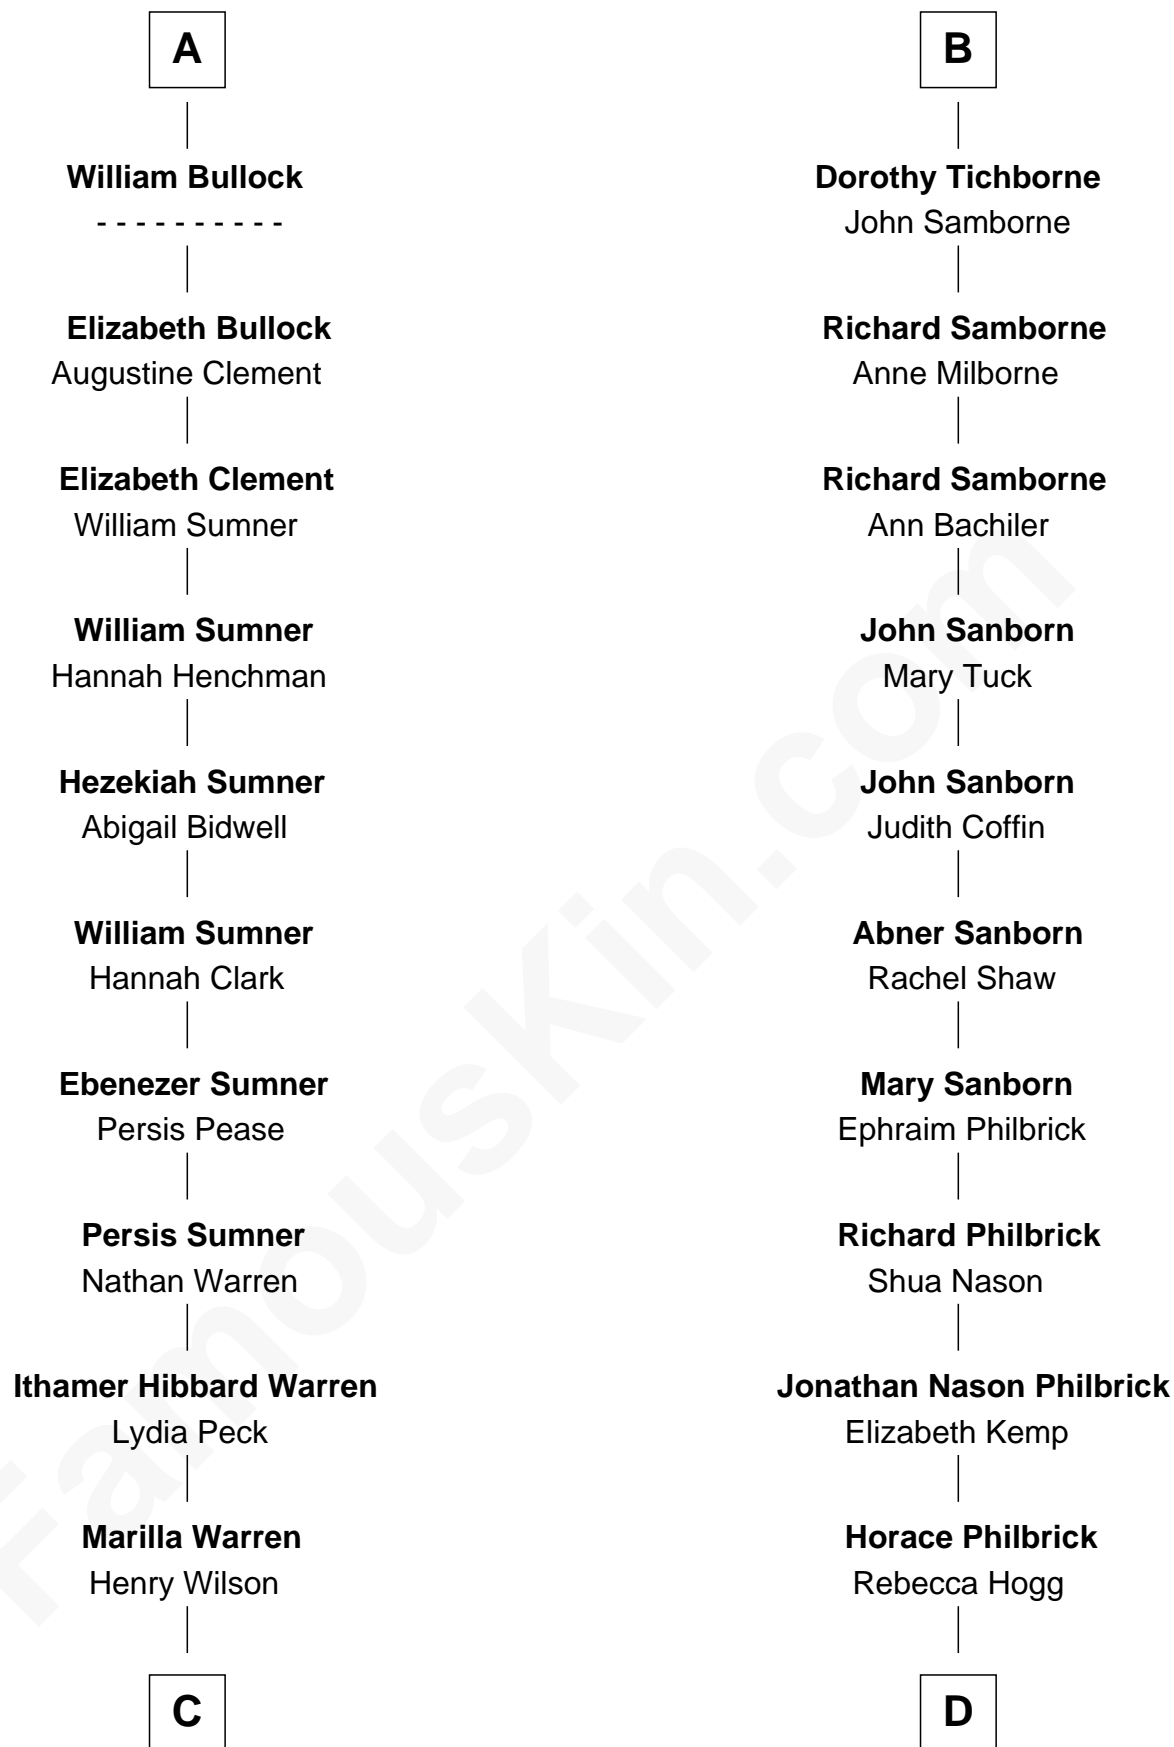 A
William Bullock
- - - - - - - - - -
Elizabeth Bullock
Augustine Clement
Elizabeth Clement
William Sumner
William Sumner
Hannah Henchman
Hezekiah Sumner
Abigail Bidwell
William Sumner
Hannah Clark
Ebenezer Sumner
Persis Pease
Persis Sumner
Nathan Warren
Ithamer Hibbard Warren
Lydia Peck
Marilla Warren
Henry Wilson
C
B
Dorothy Tichborne
John Samborne
Richard Samborne
Anne Milborne
Richard Samborne
Ann Bachiler
John Sanborn
Mary Tuck
John Sanborn
Judith Coffin
Abner Sanborn
Rachel Shaw
Mary Sanborn
Ephraim Philbrick
Richard Philbrick
Shua Nason
Jonathan Nason Philbrick
Elizabeth Kemp
Horace Philbrick
Rebecca Hogg
D
FamousKin.com